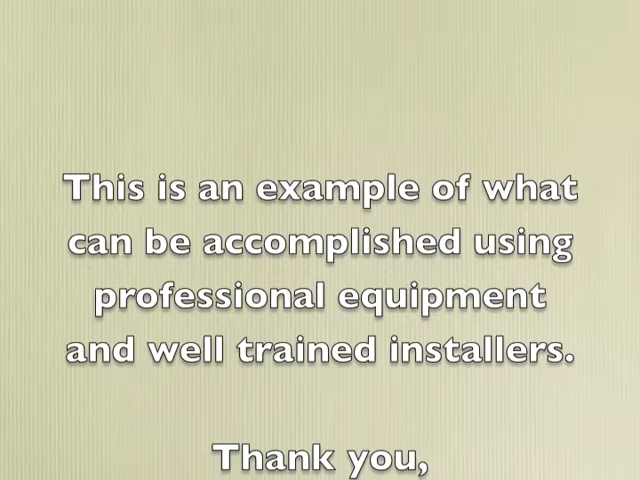 This is an example of what
can be accomplished using
professional equipment
and well trained installers.
Thank you,